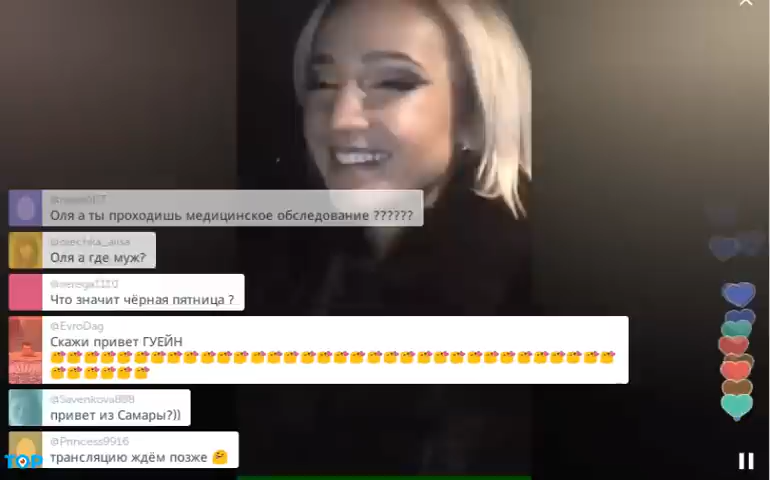 Оля а ты проходишь медицинское обследование ??????
Оля а где муж?
Что значит чёрная пятница ?
@EvroDag
Скажи привет ГУЕЙН
@Savenkova888
привет из Самары?))
@Princess9916
трансляцию ждём позже
TOP